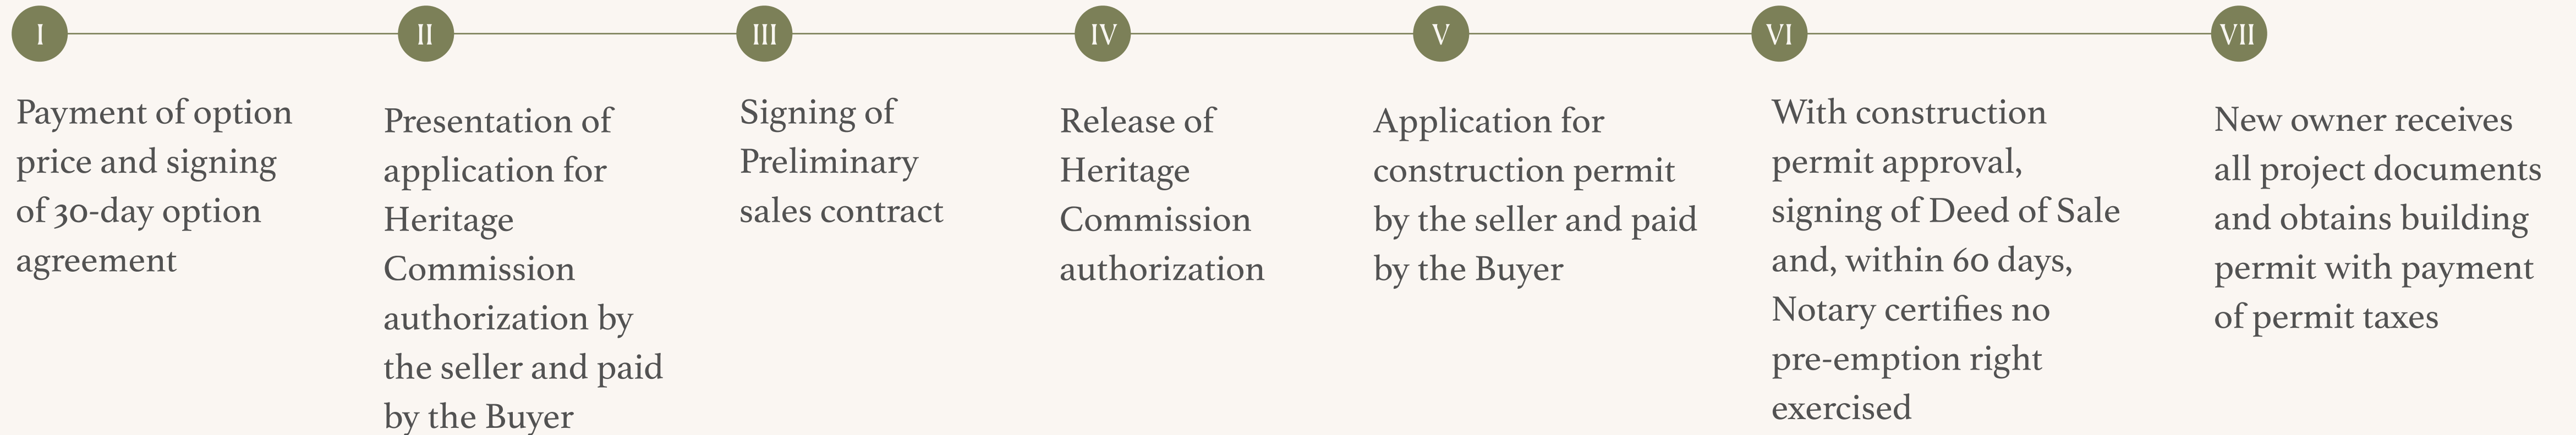 I
II
III
IV
V
VI
VII
Payment of option
price and signing
of 30-day option
agreement
Presentation of
application for
Heritage
Commission
authorization by
the seller and paid
by the Buyer
Signing of
Preliminary
sales contract
Release of
Heritage
Commission
authorization
Application for
construction permit
by the seller and paid
by the Buyer
With construction
permit approval,
signing of Deed of Sale
and, within 60 days,
Notary certifies no
pre-emption right
exercised
New owner receives
all project documents
and obtains building
permit with payment
of permit taxes